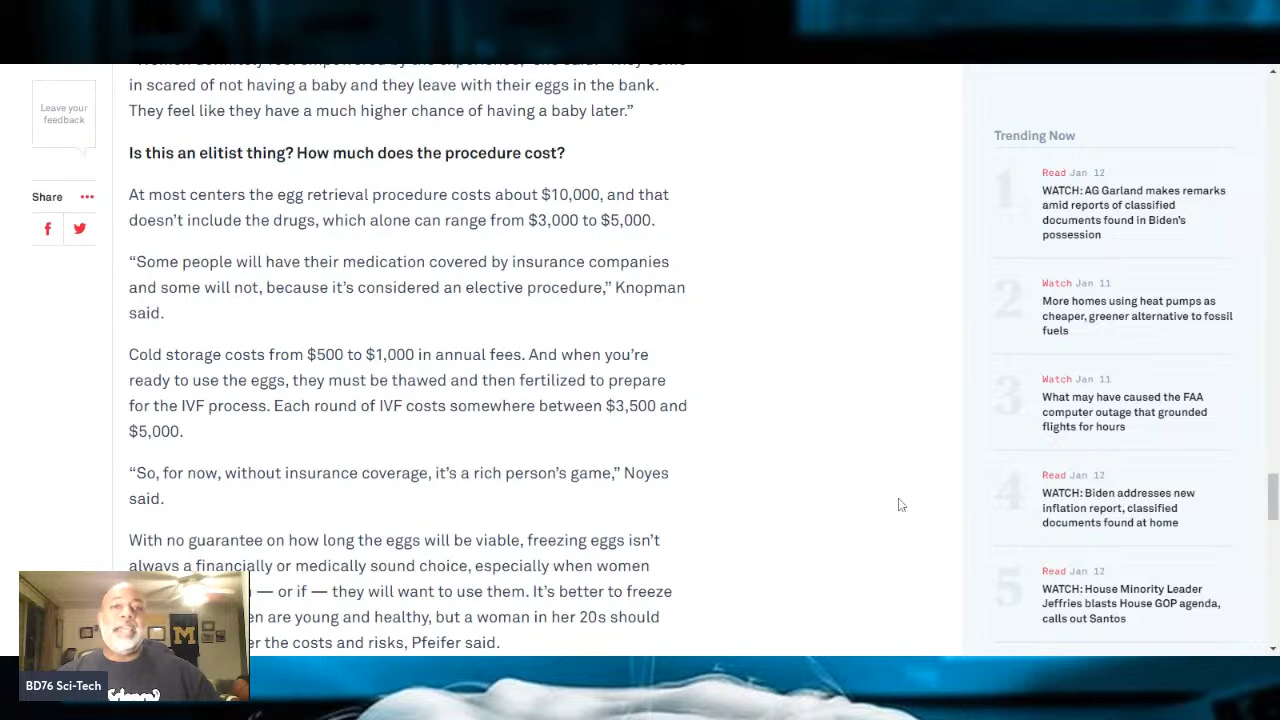 Leave your
feedback
Share
in scared of not having a baby and they leave with their eggs in the bank.
They feel like they have a much higher chance of having a baby later.”
Is this an elitist thing? How much does the procedure cost?
At most centers the egg retrieval procedure costs about $10,000, and that
doesn’t include the drugs, which alone can range from $3,000 to $5,000.
“Some people will have their medication covered by insurance companies
and some will not, because it’s considered an elective procedure,” Knopman
said.
Cold storage costs from $500 to $1,000 in annual fees. And when you’re
ready to use the eggs, they must be thawed and then fertilized to prepare
for the IVF process. Each round of IVF costs somewhere between $3,500 and
$5,000.
“So, for now, without insurance coverage, it’s a rich person’s game,” Noyes
said.
With no guarantee on how long the eggs will be viable, freezing eggs isn’t
always a financially or medically sound choice, especially when women
— or if — they will want to use them. It’s better to freeze
are young and healthy, but a woman in her 20s should
the costs and risks, Pfeifer said.
Trending Now
1
Read Jan 12
WATCH: AG Garland makes remarks
amid reports of classified
documents found in Biden’s
possession
2
Watch Jan 11
More homes using heat pumps as
cheaper, greener alternative to fossil
fuels
3
Watch Jan 11
What may have caused the FAA
computer outage that grounded
flights for hours
4
Read Jan 12
WATCH: Biden addresses new
inflation report, classified
documents found at home
5
Read Jan 12
WATCH: House Minority Leader
Jeffries blasts House GOP agenda,
calls out Santos
M
BD76 Sci-Tech